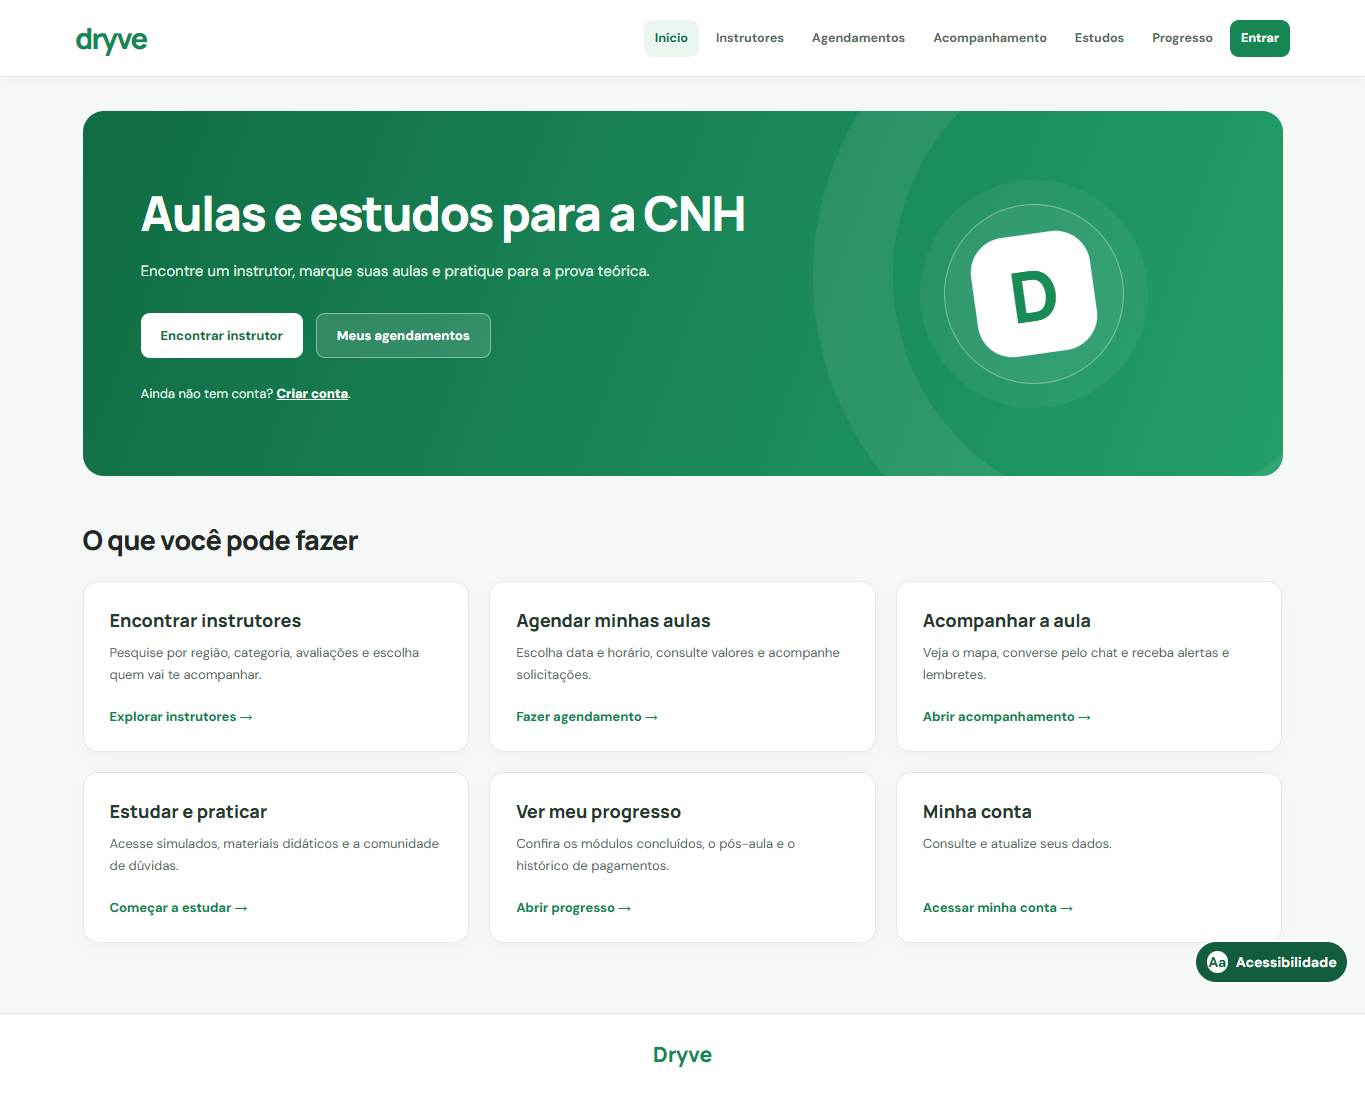 dryve
Início
Instrutores
Agendamentos
Acompanhamento
Estudos
Progresso
Entrar
Aulas e estudos para a CNH
Encontre um instrutor, marque suas aulas e pratique para a prova teórica.
Encontrar instrutor
Meus agendamentos
Ainda não tem conta? Criar conta.
D
O que você pode fazer
Encontrar instrutores
Pesquise por região, categoria, avaliações e escolha
quem vai te acompanhar.
Explorar instrutores →
Agendar minhas aulas
Escolha data e horário, consulte valores e acompanhe
solicitações.
Fazer agendamento →
Acompanhar a aula
Veja o mapa, converse pelo chat e receba alertas e
lembretes.
Abrir acompanhamento →
Estudar e praticar
Acesse simulados, materiais didáticos e a comunidade
de dúvidas.
Começar a estudar →
Ver meu progresso
Confira os módulos concluídos, o pós-aula e o
histórico de pagamentos.
Abrir progresso →
Minha conta
Consulte e atualize seus dados.
Acessar minha conta →
Aa Acessibilidade
Dryve